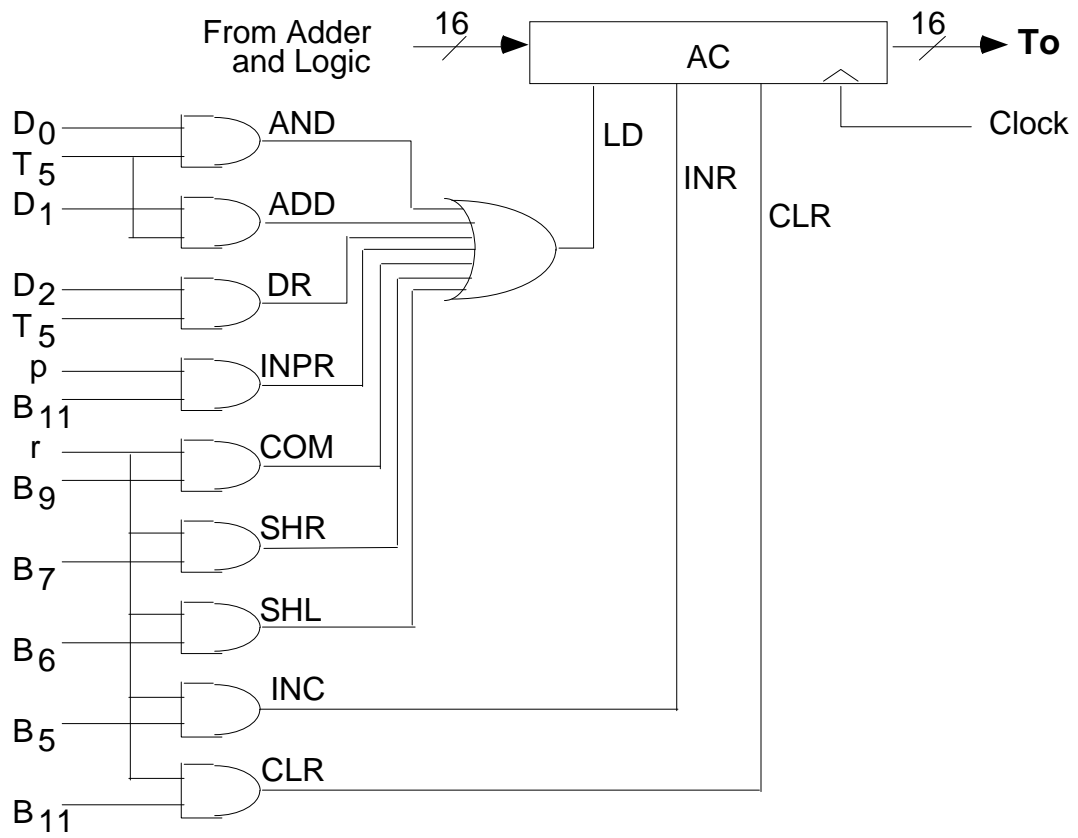 From Adder
and Logic
16
AC
16
To
Clock
LD
INR
CLR
D0
T5
AND
D1
ADD
D2
T5
DR
p
B11
INPR
r
B9
COM
B7
SHR
B6
SHL
B5
INC
B11
CLR